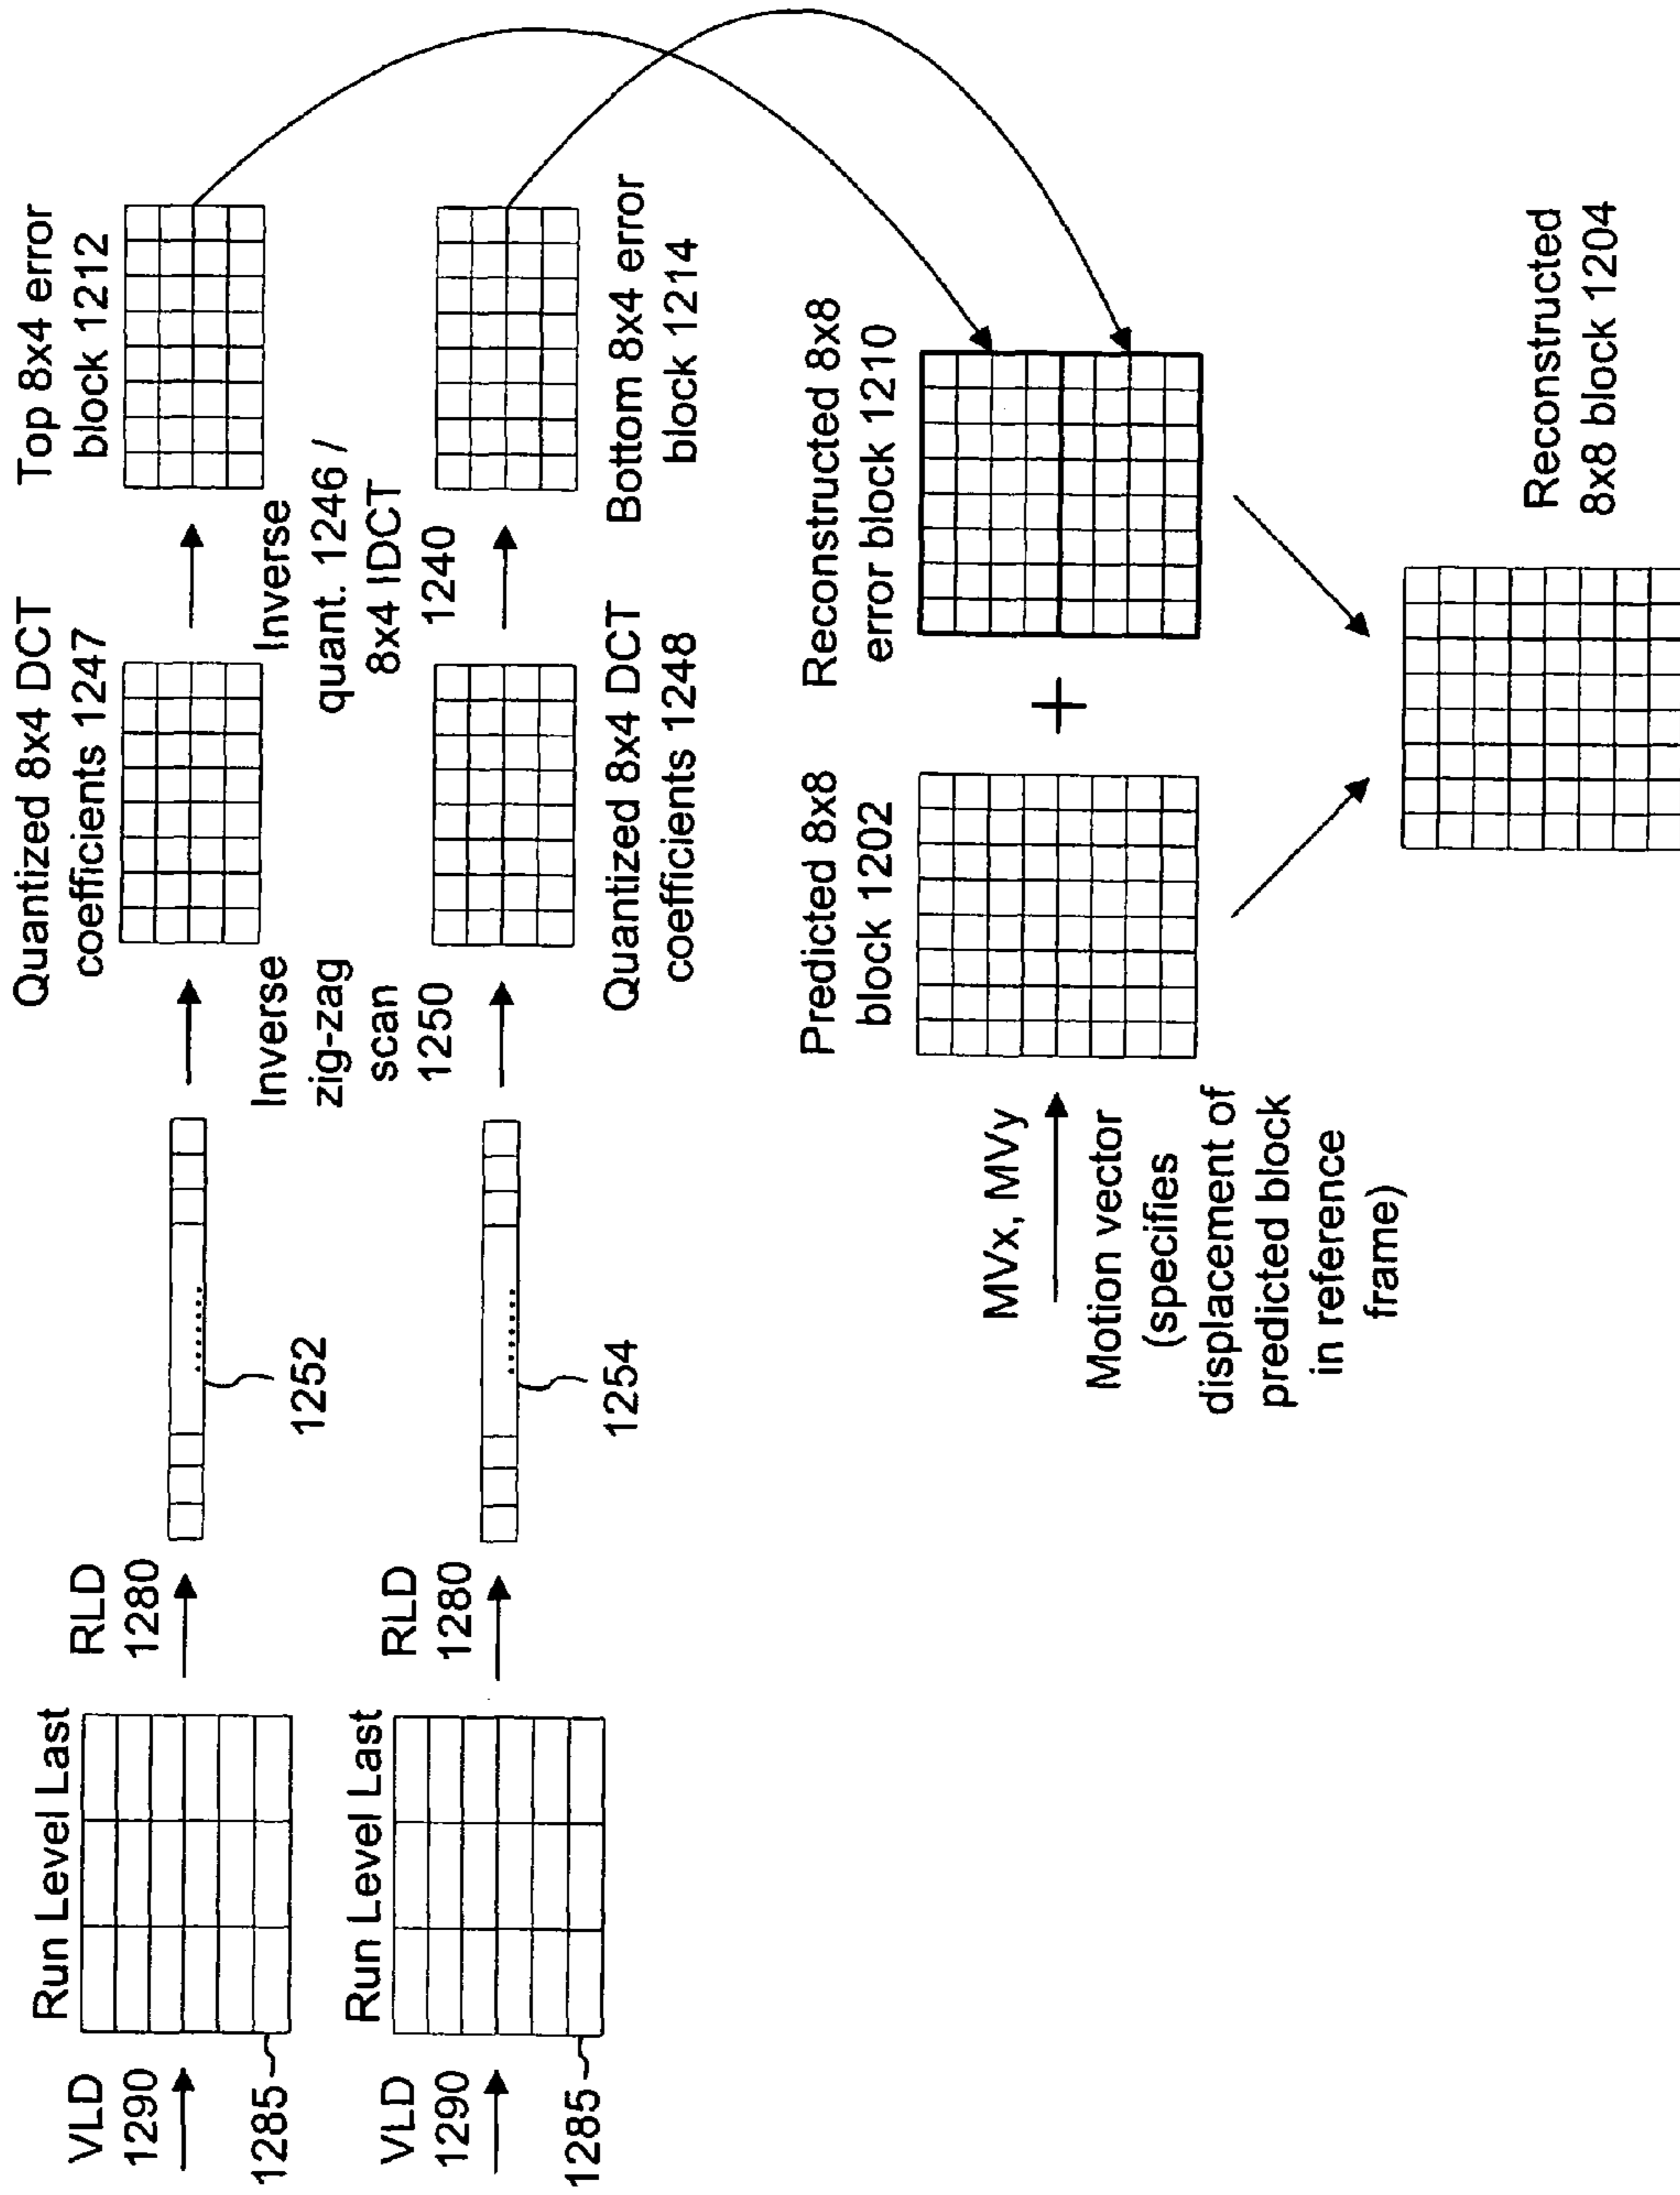 VLD
1290
Run Level Last
1285
RLD
1280
1252
Inverse
zig-zag
scan
1250
Quantized 8x4 DCT
coefficients 1247
Inverse
quant. 1246 /
8x4 IDCT
1240
Top 8x4 error
block 1212
VLD
1290
Run Level Last
1285
RLD
1280
1254
Quantized 8x4 DCT
coefficients 1248
Bottom 8x4 error
block 1214
MVx, MVy
Motion vector
(specifies
displacement of
predicted block
in reference
frame)
Predicted 8x8
block 1202
+
Reconstructed 8x8
error block 1210
Reconstructed
8x8 block 1204